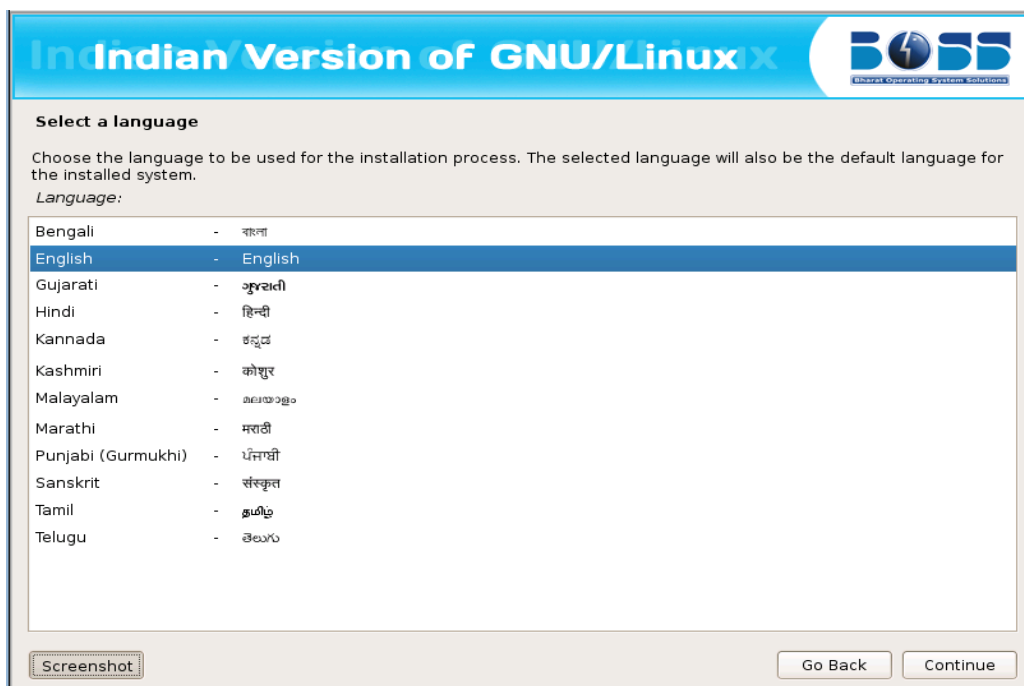 Indian Version of GNU/Linux
BOSS
Bharat Operating System Solutions
Select a language
Choose the language to be used for the installation process. The selected language will also be the default language for
the installed system.
Language:
Bengali - বাংলা
English - English
Gujarati - ગુજરાતી
Hindi - हिन्दी
Kannada - ಕನ್ನಡ
Kashmiri - कोशुर
Malayalam - മലയാളം
Marathi - मराठी
Punjabi (Gurmukhi) - ਪੰਜਾਬੀ
Sanskrit - संस्कृत
Tamil - தமிழ்
Telugu - తెలుగు
Screenshot Go Back Continue